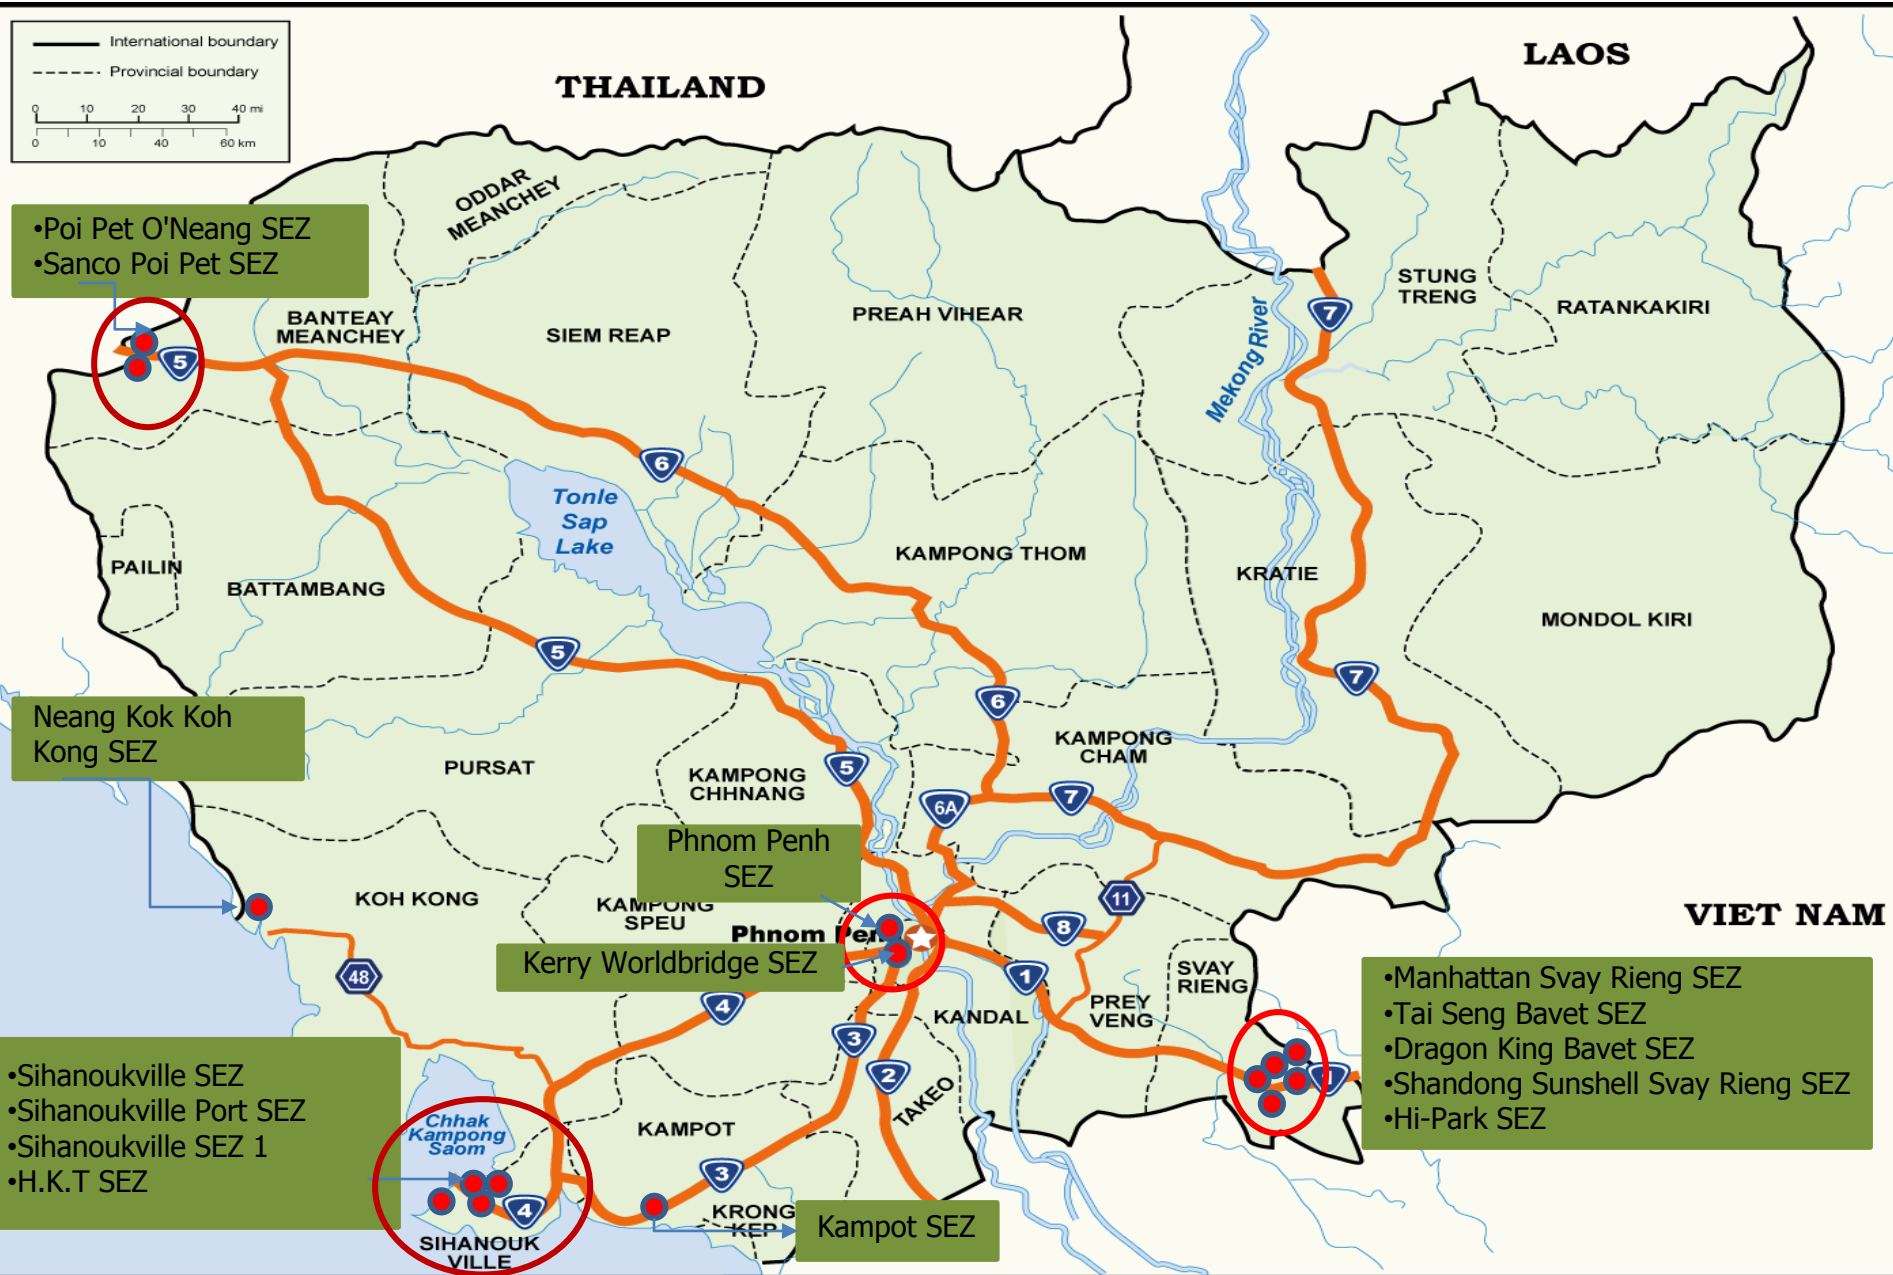 International boundary
Provincial boundary
0 10 20 30 40 mi
0 10 40 60 km
THAILAND
LAOS
ODDAR
MEANCHEY
•Poi Pet O'Neang SEZ
•Sanco Poi Pet SEZ
BANTEAY
MEANCHEY
SIEM REAP
PREAH VIHEAR
Mekong River
7
STUNG
TRENG
RATANKAKIRI
5
6
Tonle
Sap
Lake
PAILIN
BATTAMBANG
KAMPONG THOM
KRATIE
MONDOL KIRI
5
6
7
Neang Kok Koh
Kong SEZ
PURSAT
KAMPONG
CHHNANG
5
KAMPONG
CHAM
6A
7
Phnom Penh
SEZ
KOH KONG
KAMPONG
SPEU
Phnom Pen
11
8
VIET NAM
Kerry Worldbridge SEZ
48
4
1
SVAY
RIENG
PREY
VENG
KANDAL
•Manhattan Svay Rieng SEZ
•Tai Seng Bavet SEZ
•Dragon King Bavet SEZ
•Shandong Sunshell Svay Rieng SEZ
•Hi-Park SEZ
3
2
1
TAKEO
•Sihanoukville SEZ
•Sihanoukville Port SEZ
•Sihanoukville SEZ 1
•H.K.T SEZ
Chhak
Kampong
Saom
KAMPOT
3
4
KRONG
KEP
Kampot SEZ
SIHANOUK
VILLE